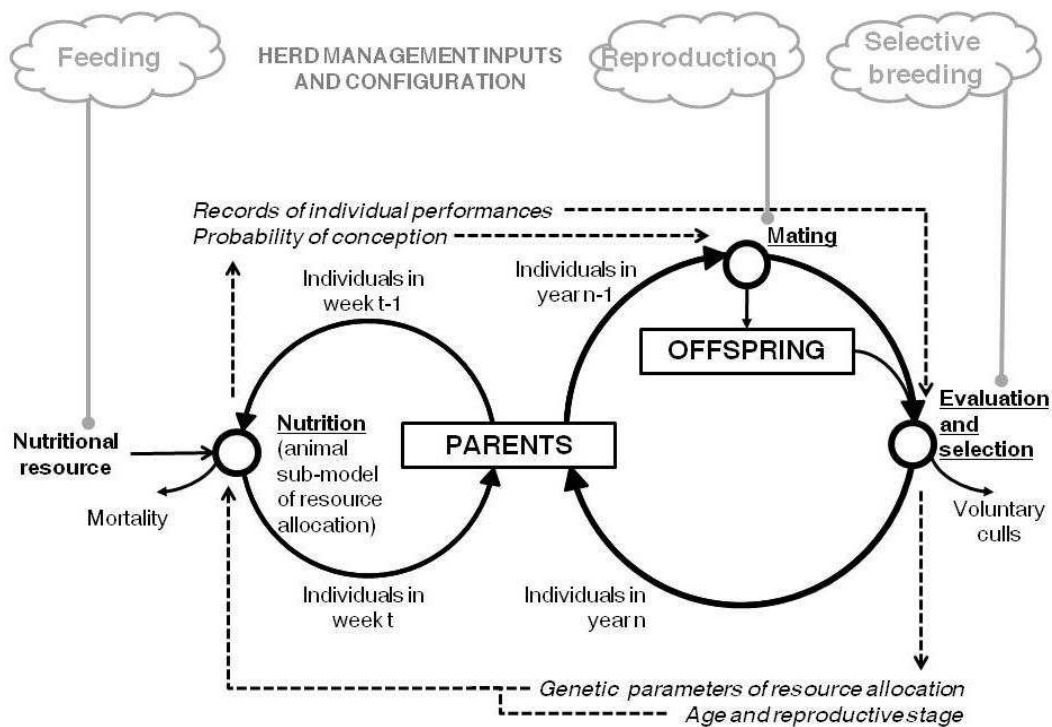 Feeding
HERD MANAGEMENT INPUTS
AND CONFIGURATION
Reproduction
Selective
breeding
Records of individual performances
Probability of conception
Mating
Individuals in
week t-1
Individuals in
year n-1
OFFSPRING
Nutritional
resource
Nutrition
(animal
sub-model
of resource
allocation)
PARENTS
Evaluation
and
selection
Mortality
Voluntary
culls
Individuals in
week t
Individuals in
year n
Genetic parameters of resource allocation
Age and reproductive stage